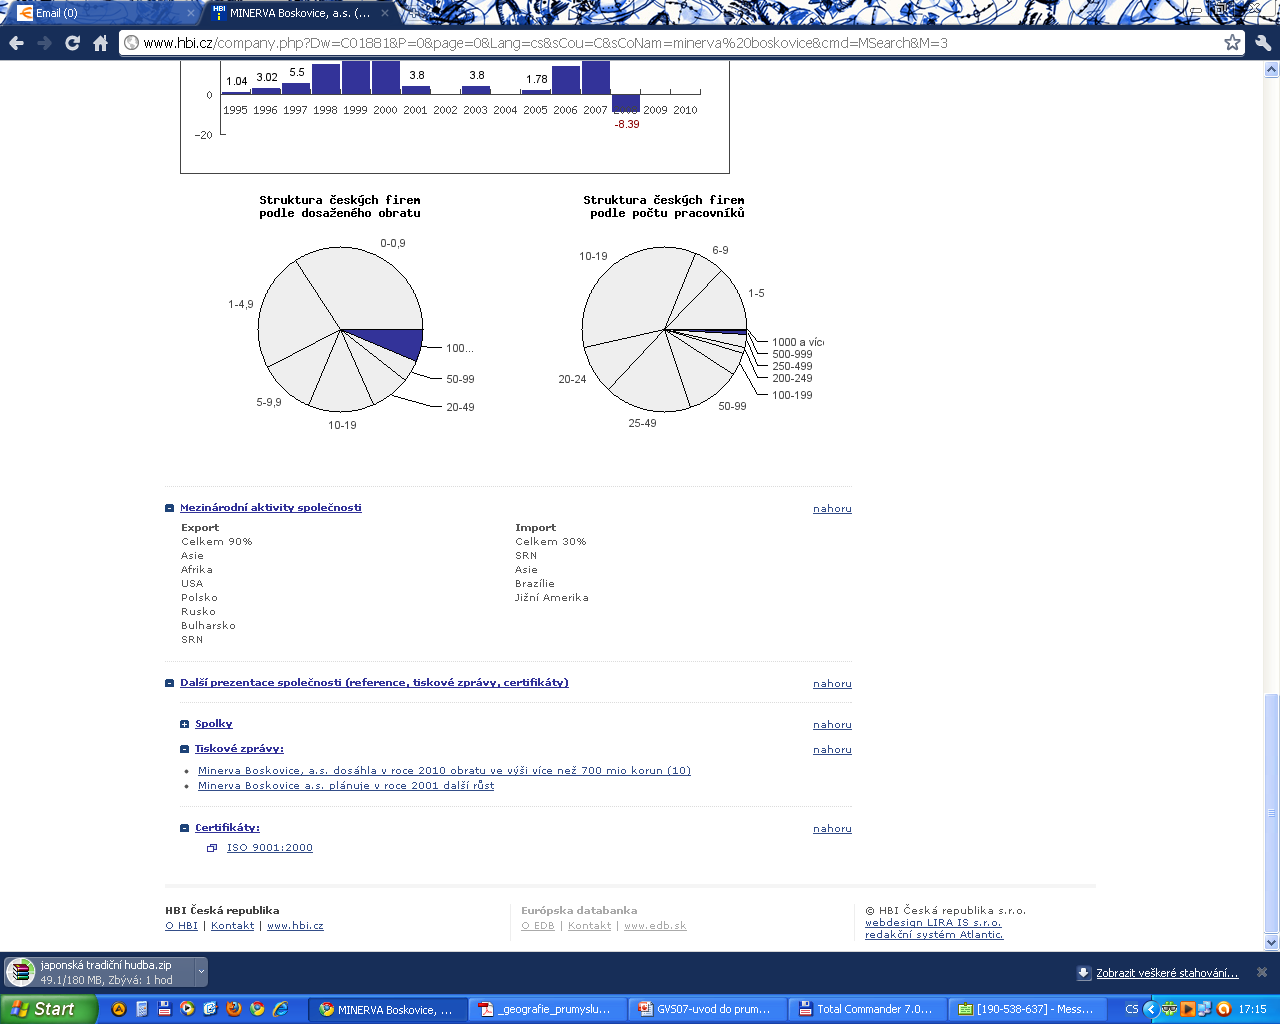 Email (0)
MINERVA Boskovice, a.s. (...
www.hbi.cz/company.php?Dw=C01881&P=0&page=0&Lang=cs&sCou=C&sCoNam=minerva%20boskovice&cmd=MSearch&M=3
1.04 3.02 5.5 3.8 3.8 1.78
0
1995 1996 1997 1998 1999 2000 2001 2002 2003 2004 2005 2006 2007 2008 2009 2010
-8.39
−20
Struktura českých firem
podle dosaženého obratu
0-0,9
1-4,9
5-9,9
10-19
20-49
50-99
100...
Struktura českých firem
podle počtu pracovníků
10-19
6-9
1-5
1000 a víc
500-999
250-499
200-249
100-199
50-99
25-49
20-24
Mezinárodní aktivity společnosti nahoru
Export Import
Celkem 90% Celkem 30%
Asie SRN
Afrika Asie
USA Brazílie
Polsko Jižní Amerika
Rusko
Bulharsko
SRN
Další prezentace společnosti (reference, tiskové zprávy, certifikáty) nahoru
Spolky nahoru
Tiskové zprávy: nahoru
Minerva Boskovice, a.s. dosáhla v roce 2010 obratu ve výši více než 700 mio korun (10)
Minerva Boskovice a.s. plánuje v roce 2001 další růst
Certifikáty: nahoru
ISO 9001:2000
HBI Česká republika
O HBI | Kontakt | www.hbi.cz
Európska databanka
O EDB | Kontakt | www.edb.sk
© HBI Česká republika s.r.o.
webdesign LIRA IS s.r.o.
redakční systém Atlantic.
japonská tradiční hudba.zip
49.1/180 MB, Zbývá: 1 hod
Zobrazit veškeré stahování...
Start
MINERVA Boskovice, ...
_geografie_prumyslu...
GVS07-uvod do prum...
Total Commander 7.0...
[190-538-637] - Mess...
CS
17:15